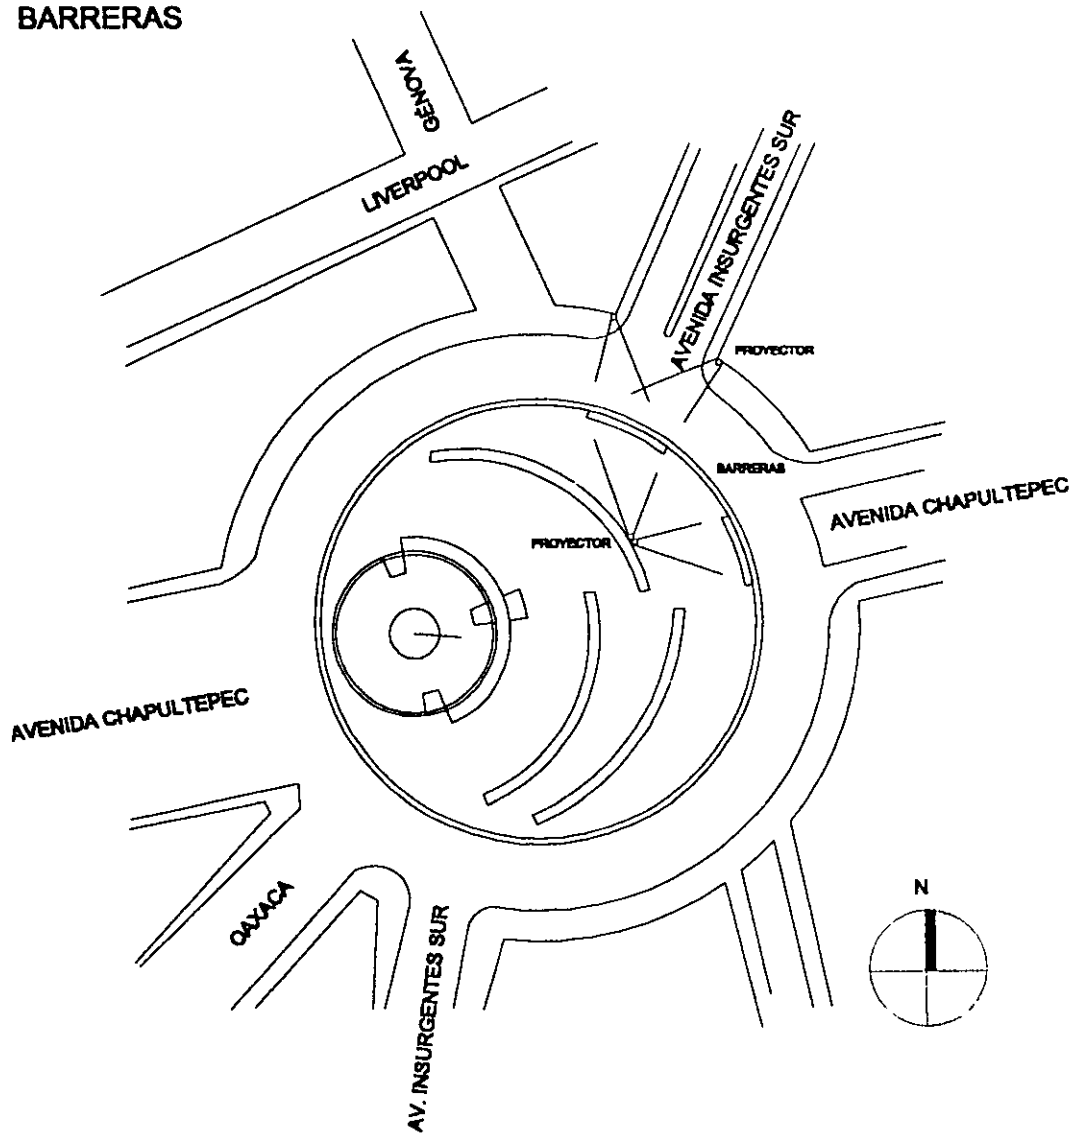 BARRERAS
GÉNOVA
LIVERPOOL
AVENIDA INSURGENTES SUR
PROYECTOR
BARRERAS
AVENIDA CHAPULTEPEC
PROYECTOR
AVENIDA CHAPULTEPEC
OAXACA
AV. INSURGENTES SUR
N